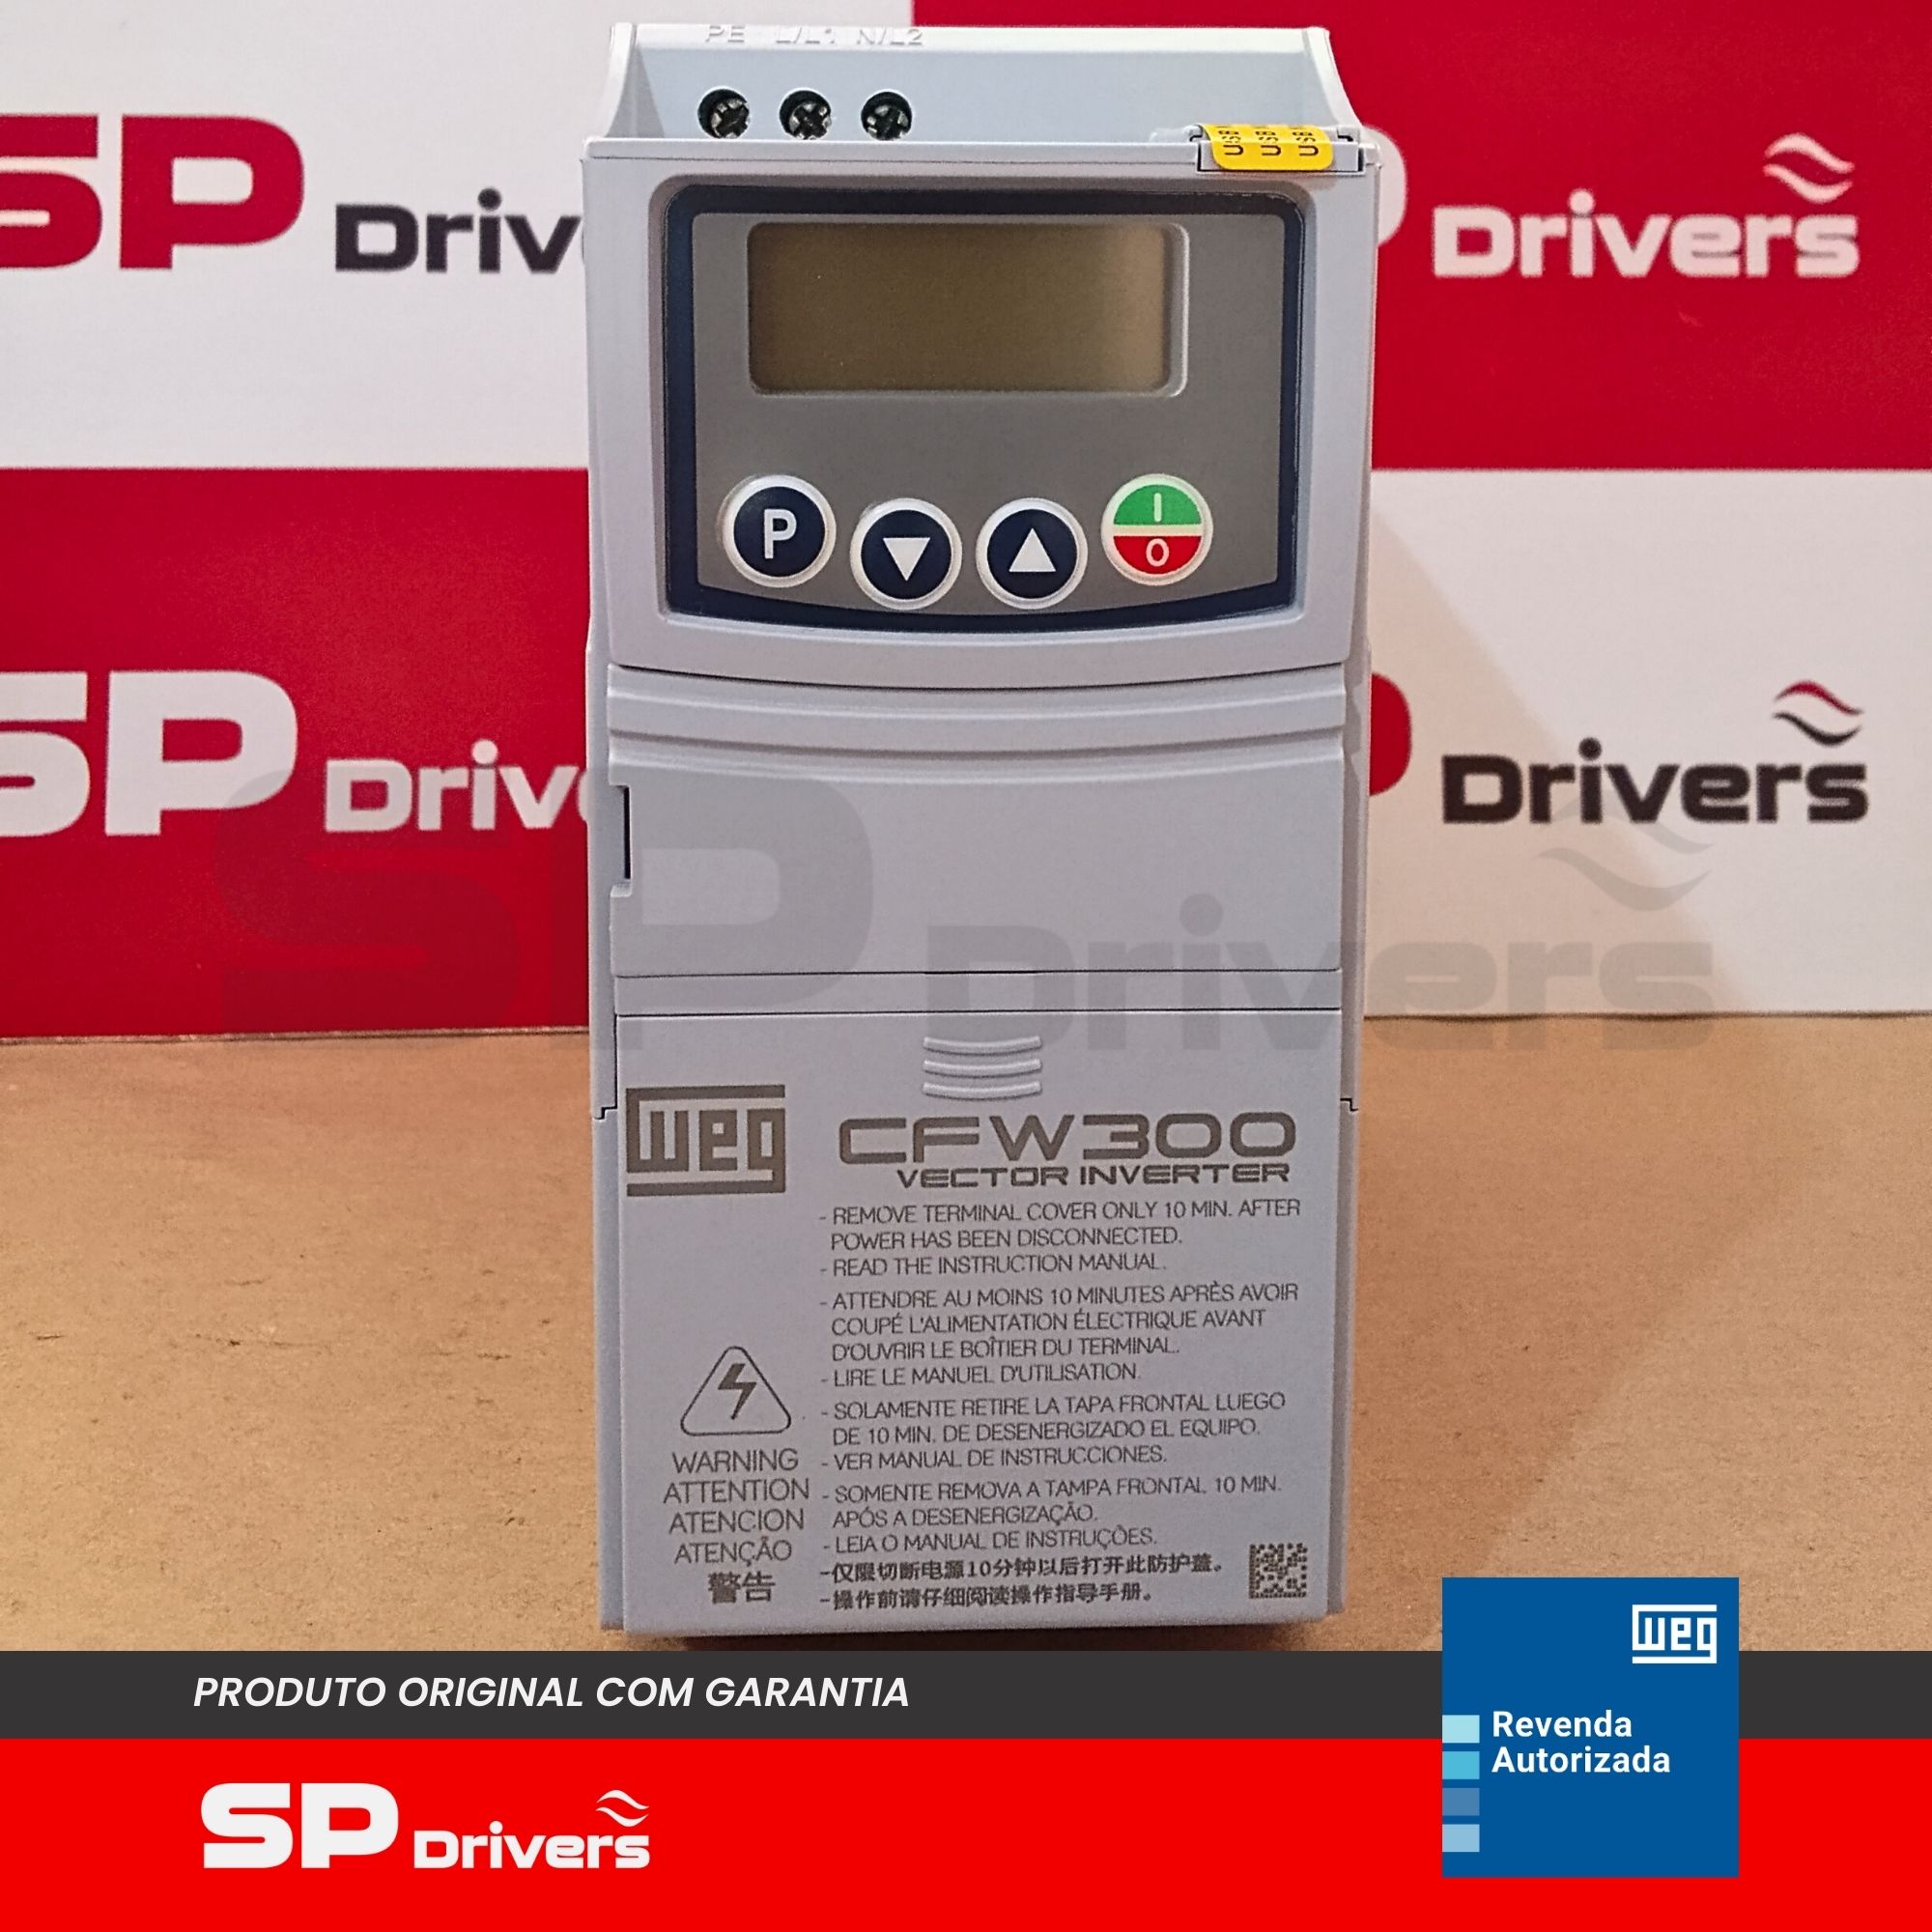 PE L/L1 N/L2
USB USB USB
SP Drivers
SP Drivers
P
I
O
SP Drivers
weg
CFW300
VECTOR INVERTER
- REMOVE TERMINAL COVER ONLY 10 MIN. AFTER
POWER HAS BEEN DISCONNECTED.
- READ THE INSTRUCTION MANUAL.
- ATTENDRE AU MOINS 10 MINUTES APRÈS AVOIR
COUPÉ L'ALIMENTATION ÉLECTRIQUE AVANT
D'OUVRIR LE BOÎTIER DU TERMINAL.
- LIRE LE MANUEL D'UTILISATION.
- SOLAMENTE RETIRE LA TAPA FRONTAL LUEGO
DE 10 MIN. DE DESENERGIZADO EL EQUIPO.
- VER MANUAL DE INSTRUCCIONES.
- SOMENTE REMOVA A TAMPA FRONTAL 10 MIN.
APÓS A DESENERGIZAÇÃO.
- LEIA O MANUAL DE INSTRUÇÕES.
-仅限切断电源10分钟以后打开此防护盖。
-操作前请仔细阅读操作指导手册。
WARNING
ATTENTION
ATENCION
ATENÇÃO
警告
PRODUTO ORIGINAL COM GARANTIA
SP Drivers
weg
Revenda
Autorizada